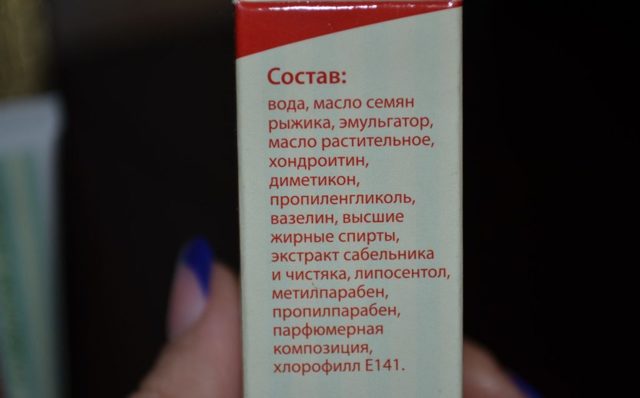 Состав:
вода, масло семян
рыжика, эмульгатор,
масло растительное,
хондроитин,
диметикон,
пропиленгликоль,
вазелин, высшие
жирные спирты,
экстракт сабельника
и чистяка, липосентол,
метилпарабен,
пропилпарабен,
парфюмерная
композиция,
хлорофилл Е141.